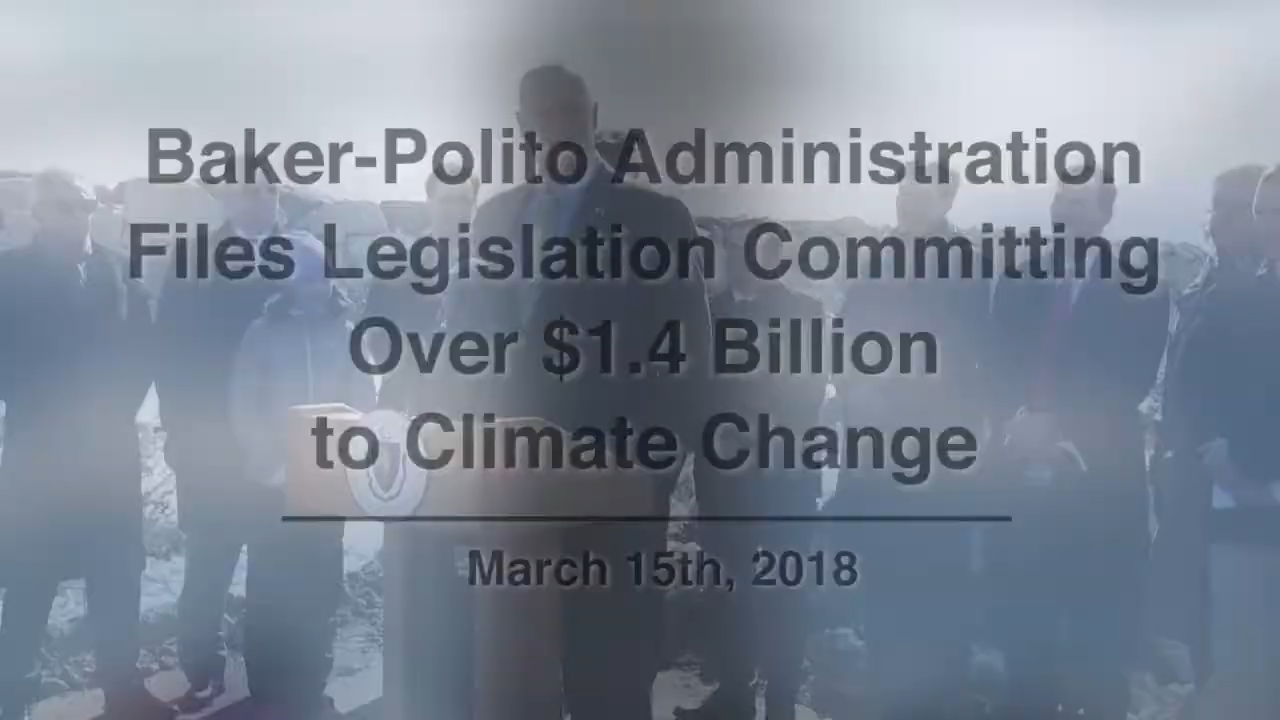 Baker-Polito Administration
Files Legislation Committing
Over $1.4 Billion
to Climate Change
March 15th, 2018